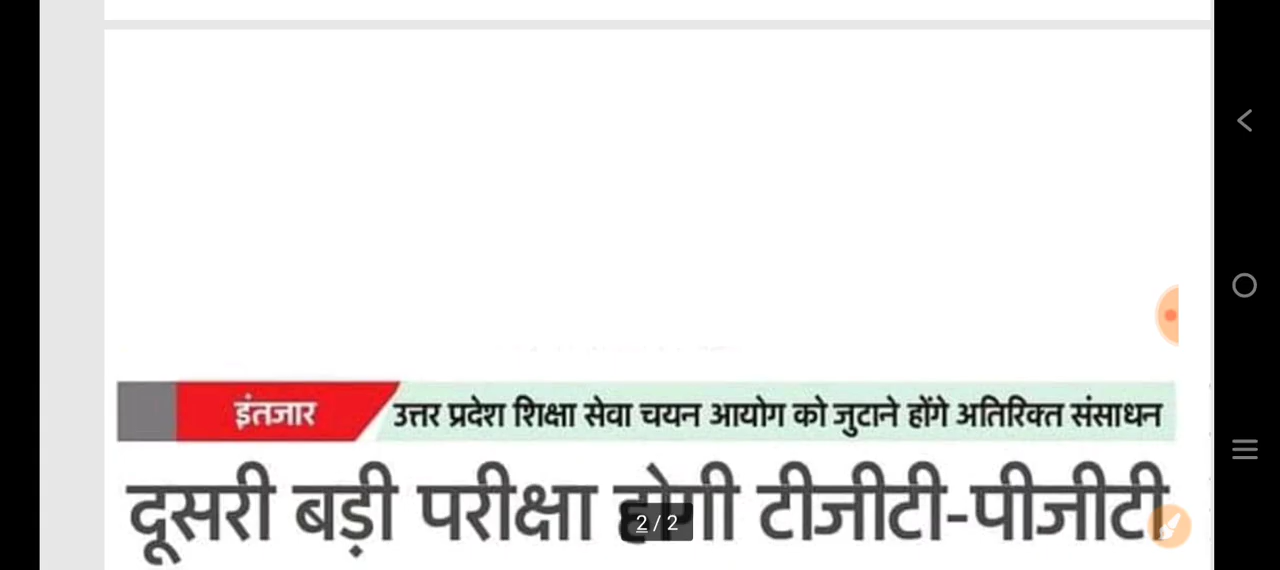 इंतजार उत्तर प्रदेश शिक्षा सेवा चयन आयोग को जुटाने होंगे अतिरिक्त संसाधन
दूसरी बड़ी परीक्षा होगी टीजीटी-पीजीटी
2 / 2